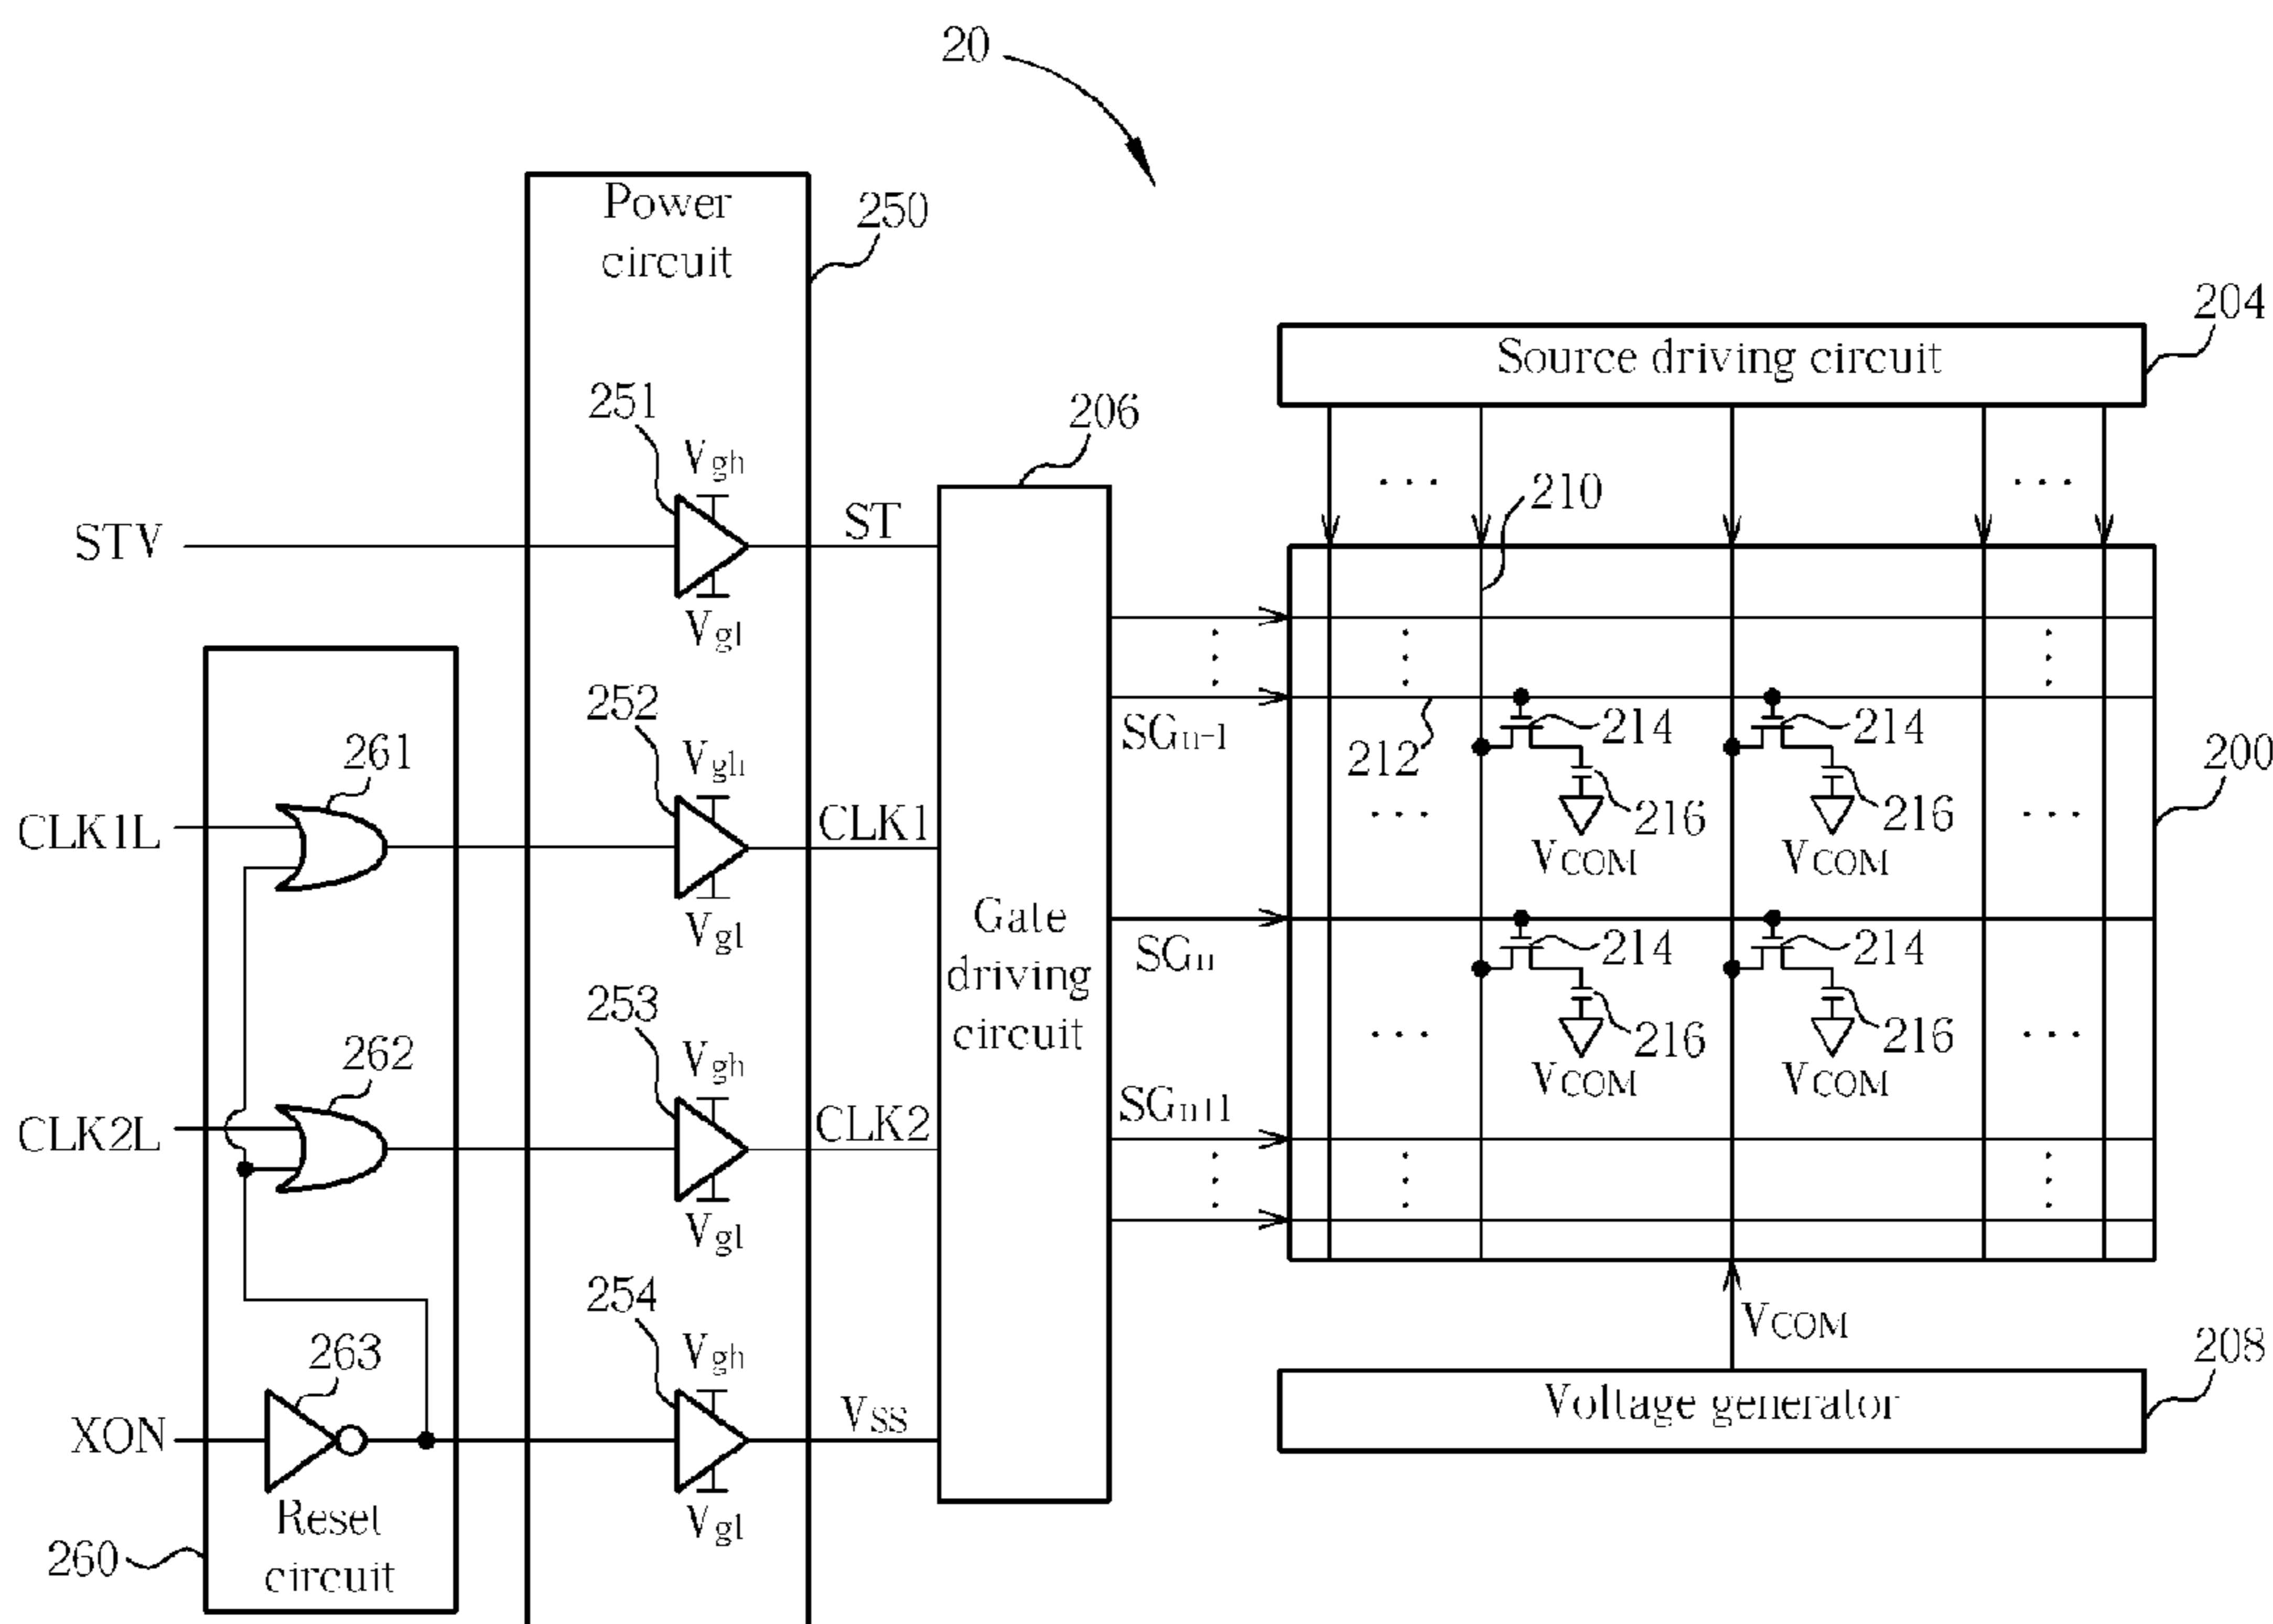 20
Power
circuit
250
204
Source driving circuit
251
Vgh
206
... ...
210
STV
ST
Vgl
252
Vgh
SGn-1
212
214
214
200
261
CLK1L
CLK1
216
216
... ...
VCOM
VCOM
Vgl
Gate
driving
circuit
SGn
214
214
253
Vgh
216
216
... ...
VCOM
VCOM
262
CLK2L
CLK2
SGn+1
Vgl
254
Vgh
VCOM
263
208
XON
VSS
Voltage generator
Vgl
Reset
circuit
260